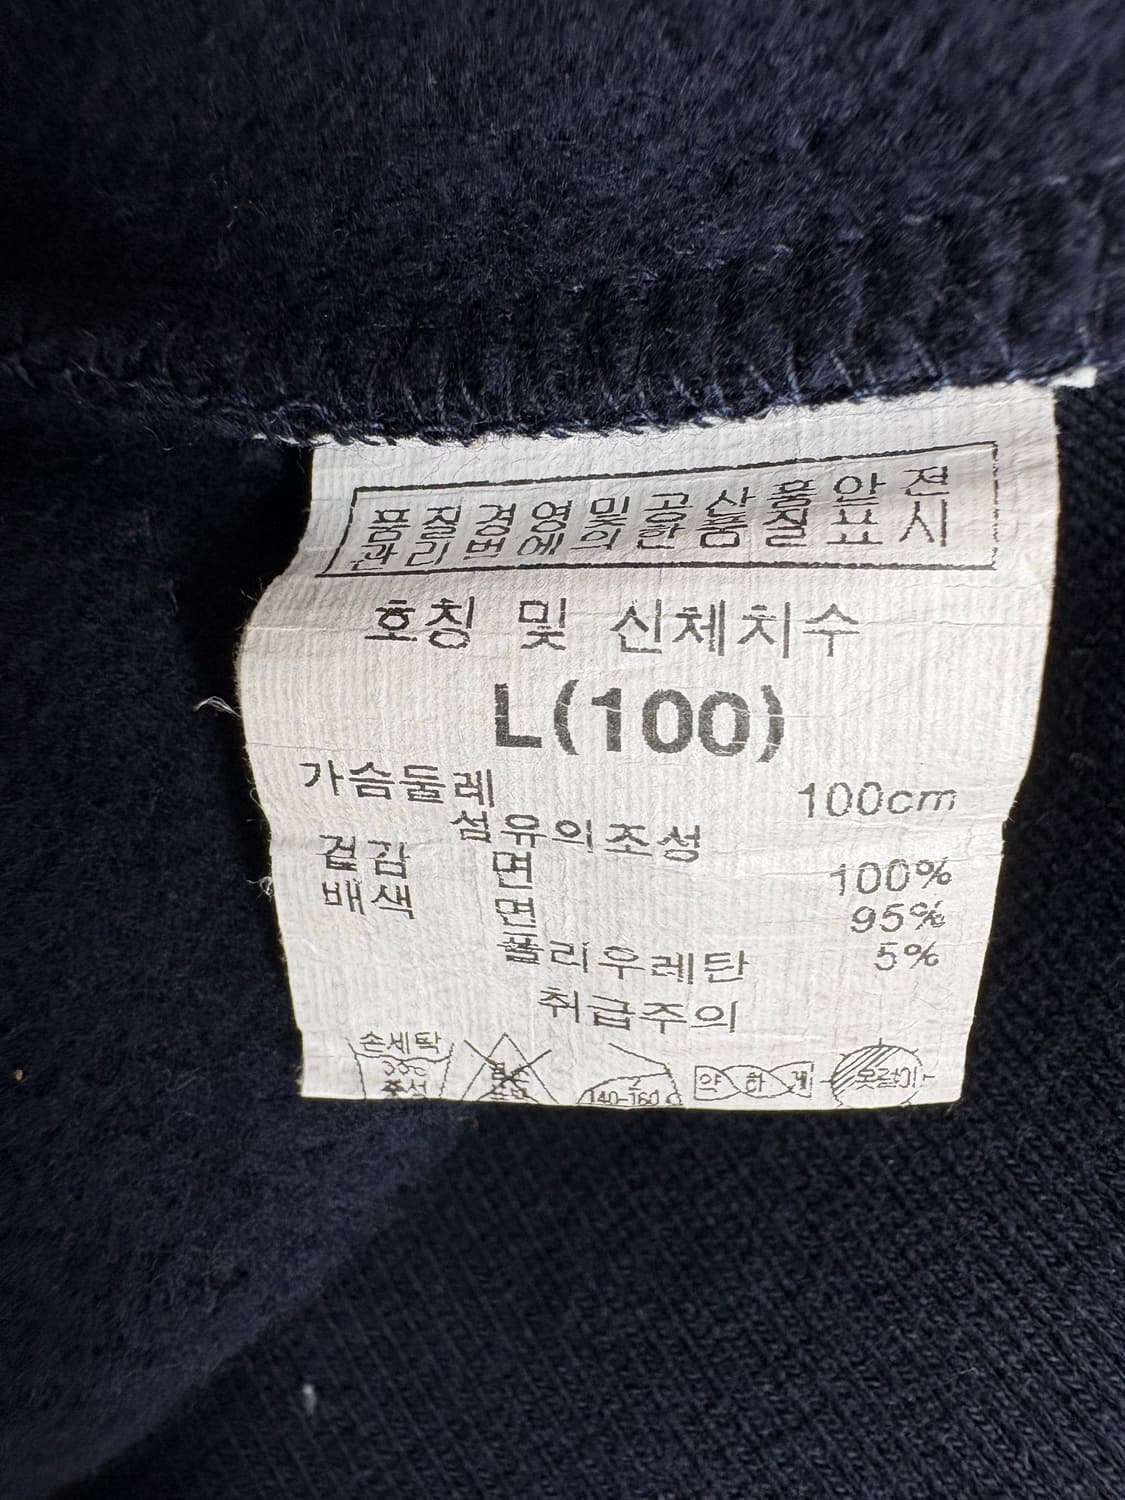 품질경영및공산품안전
관리법에의한품질표시
호칭 및 신체치수
L(100)
가슴둘레 100cm
섬유의조성
겉감 면 100%
배색 면 95%
폴리우레탄 5%
취급주의
손세탁 약하게
140-160